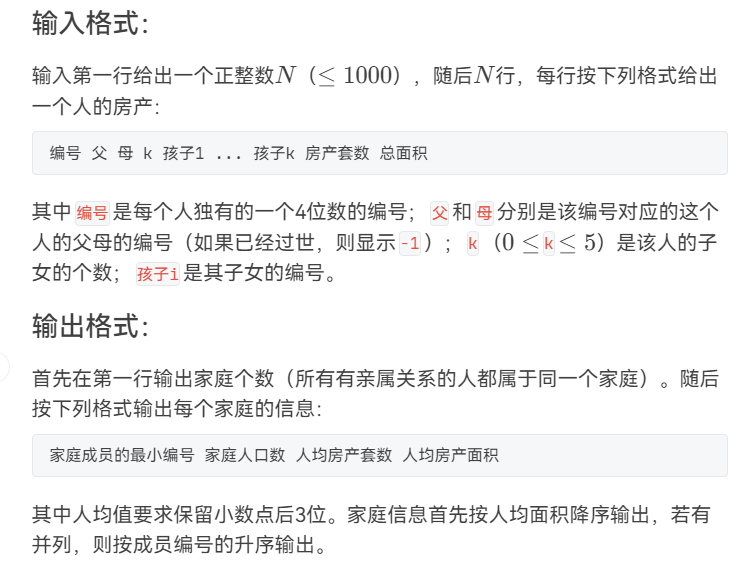 输入格式：
输入第一行给出一个正整数N（≤ 1000），随后N行，每行按下列格式给出
一个人的房产：
编号 父 母 k 孩子1 ... 孩子k 房产套数 总面积
其中编号是每个人独有的一个4位数的编号；父和母分别是该编号对应的这个
人的父母的编号（如果已经过世，则显示-1）；k（0 ≤k≤ 5）是该人的子
女的个数；孩子i是其子女的编号。
输出格式：
首先在第一行输出家庭个数（所有有亲属关系的人都属于同一个家庭）。随后
按下列格式输出每个家庭的信息：
家庭成员的最小编号 家庭人口数 人均房产套数 人均房产面积
其中人均值要求保留小数点后3位。家庭信息首先按人均面积降序输出，若有
并列，则按成员编号的升序输出。